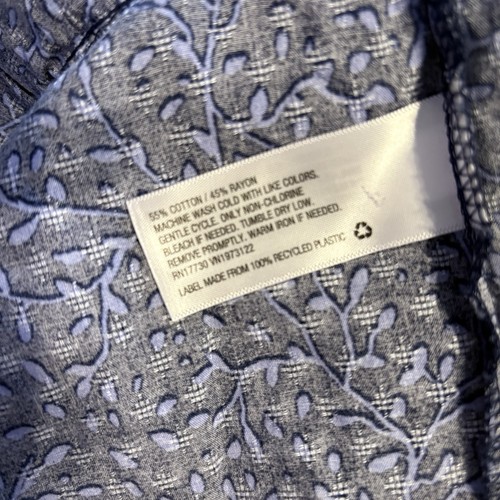 55% COTTON / 45% RAYON
MACHINE WASH COLD WITH LIKE COLORS.
GENTLE CYCLE. ONLY NON-CHLORINE
BLEACH IF NEEDED. TUMBLE DRY LOW.
REMOVE PROMPTLY. WARM IRON IF NEEDED.
RN17730 VN1973122
LABEL MADE FROM 100% RECYCLED PLASTIC